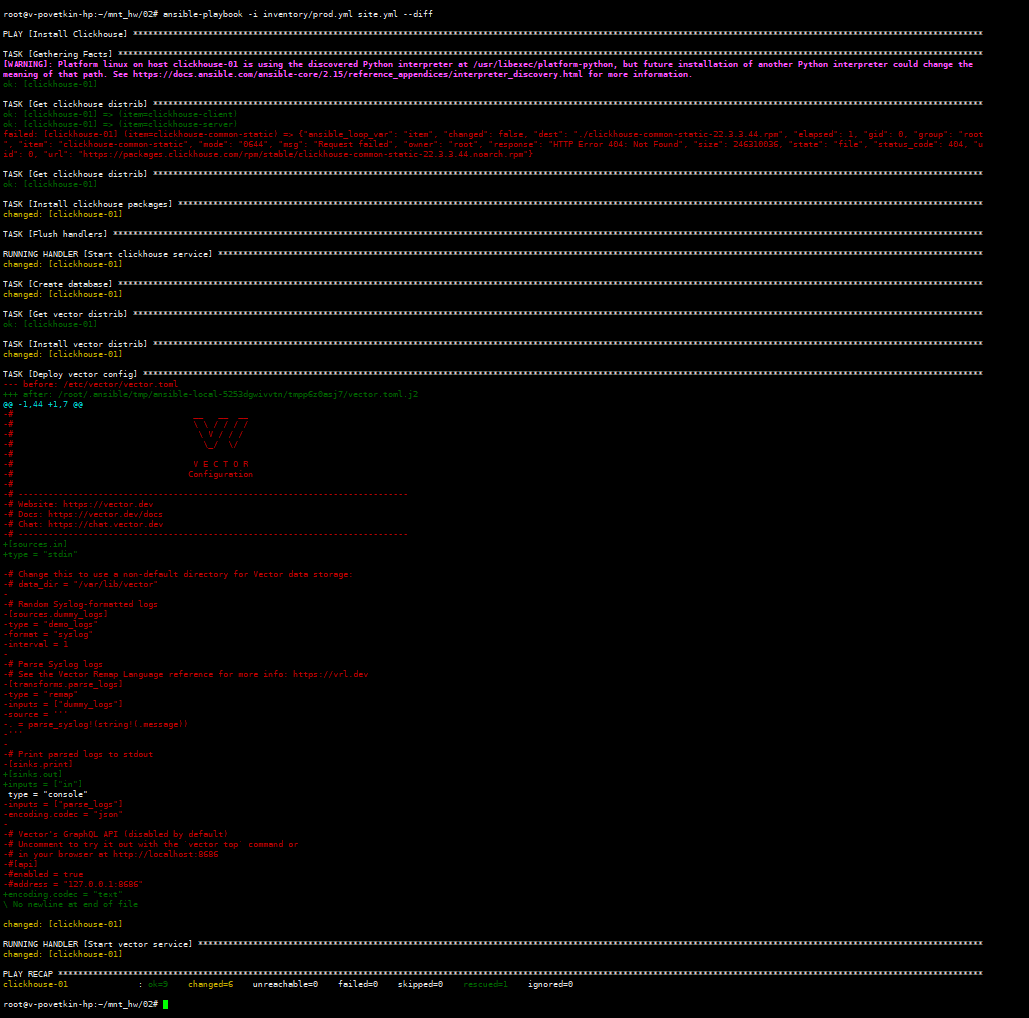 root@v-povetkin-hp:~/mnt_hw/02# ansible-playbook -i inventory/prod.yml site.yml --diff
PLAY [Install Clickhouse] ****************************************************************
TASK [Gathering Facts] ****************************************************************
[WARNING]: Platform linux on host clickhouse-01 is using the discovered Python interpreter at /usr/libexec/platform-python, but future installation of another Python interpreter could change the
meaning of that path. See https://docs.ansible.com/ansible-core/2.15/reference_appendices/interpreter_discovery.html for more information.
ok: [clickhouse-01]
TASK [Get clickhouse distrib] ****************************************************************
ok: [clickhouse-01] => (item=clickhouse-client)
ok: [clickhouse-01] => (item=clickhouse-server)
failed: [clickhouse-01] (item=clickhouse-common-static) => {"ansible_loop_var": "item", "changed": false, "dest": "./clickhouse-common-static-22.3.3.44.rpm", "elapsed": 1, "gid": 0, "group": "root
", "item": "clickhouse-common-static", "mode": "0644", "msg": "Request failed", "owner": "root", "response": "HTTP Error 404: Not Found", "size": 246310036, "state": "file", "status_code": 404, "u
id": 0, "url": "https://packages.clickhouse.com/rpm/stable/clickhouse-common-static-22.3.3.44.noarch.rpm"}
TASK [Get clickhouse distrib] ****************************************************************
ok: [clickhouse-01]
TASK [Install clickhouse packages] ****************************************************************
changed: [clickhouse-01]
TASK [Flush handlers] ****************************************************************
RUNNING HANDLER [Start clickhouse service] ****************************************************************
changed: [clickhouse-01]
TASK [Create database] ****************************************************************
changed: [clickhouse-01]
TASK [Get vector distrib] ****************************************************************
ok: [clickhouse-01]
TASK [Install vector distrib] ****************************************************************
changed: [clickhouse-01]
TASK [Deploy vector config] ****************************************************************
--- before: /etc/vector/vector.toml
+++ after: /root/.ansible/tmp/ansible-local-5253dgwivvtn/tmpp6z0asj7/vector.toml.j2
@@ -1,44 +1,7 @@
-#                                    __   __  __
-#                                    \ \ / / / /
-#                                     \ V / / /
-#                                      \_/  \/
-#
-#                                    V E C T O R
-#                                   Configuration
-#
-# ------------------------------------------------------------------------------
-# Website: https://vector.dev
-# Docs: https://vector.dev/docs
-# Chat: https://chat.vector.dev
-# ------------------------------------------------------------------------------
+[sources.in]
+type = "stdin"
-# Change this to use a non-default directory for Vector data storage:
-# data_dir = "/var/lib/vector"
-
-# Random Syslog-formatted logs
-[sources.dummy_logs]
-type = "demo_logs"
-format = "syslog"
-interval = 1
-
-# Parse Syslog logs
-# See the Vector Remap Language reference for more info: https://vrl.dev
-[transforms.parse_logs]
-type = "remap"
-inputs = ["dummy_logs"]
-source = '''
-. = parse_syslog!(string!(.message))
-'''
-
-# Print parsed logs to stdout
-[sinks.print]
+[sinks.out]
+inputs = ["in"]
 type = "console"
-inputs = ["parse_logs"]
-encoding.codec = "json"
-
-# Vector's GraphQL API (disabled by default)
-# Uncomment to try it out with the `vector top` command or
-# in your browser at http://localhost:8686
-#[api]
-#enabled = true
-#address = "127.0.0.1:8686"
+encoding.codec = "text"
\ No newline at end of file
changed: [clickhouse-01]
RUNNING HANDLER [Start vector service] ****************************************************************
changed: [clickhouse-01]
PLAY RECAP ****************************************************************
clickhouse-01              : ok=9    changed=6    unreachable=0    failed=0    skipped=0    rescued=1    ignored=0
root@v-povetkin-hp:~/mnt_hw/02#